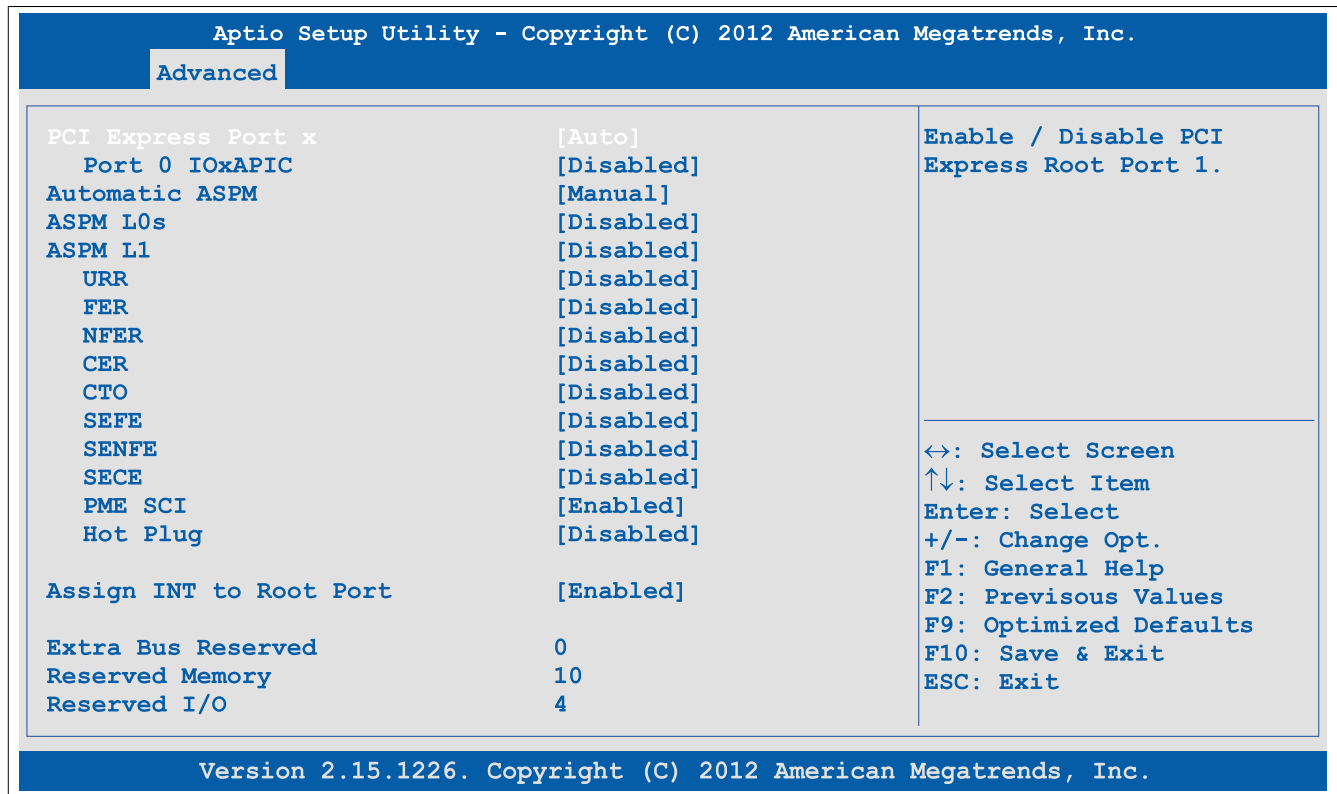 Aptio Setup Utility - Copyright (C) 2012 American Megatrends, Inc.
Advanced
PCI Express Port x [Auto]
Port 0 IOxAPIC [Disabled]
Automatic ASPM [Manual]
ASPM L0s [Disabled]
ASPM L1 [Disabled]
URR [Disabled]
FER [Disabled]
NFER [Disabled]
CER [Disabled]
CTO [Disabled]
SEFE [Disabled]
SENFE [Disabled]
SECE [Disabled]
PME SCI [Enabled]
Hot Plug [Disabled]
Assign INT to Root Port [Enabled]
Extra Bus Reserved 0
Reserved Memory 10
Reserved I/O 4
Enable / Disable PCI
Express Root Port 1.
↔: Select Screen
↑↓: Select Item
Enter: Select
+/-: Change Opt.
F1: General Help
F2: Previsous Values
F9: Optimized Defaults
F10: Save & Exit
ESC: Exit
Version 2.15.1226. Copyright (C) 2012 American Megatrends, Inc.